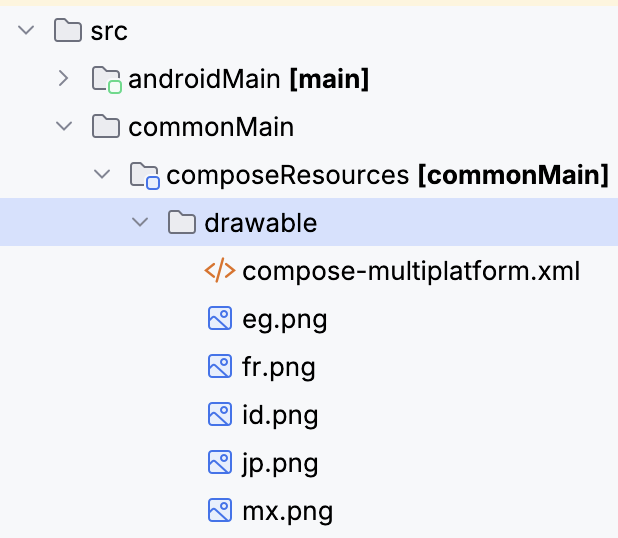 src
androidMain [main]
commonMain
composeResources [commonMain]
drawable
compose-multiplatform.xml
eg.png
fr.png
id.png
jp.png
mx.png